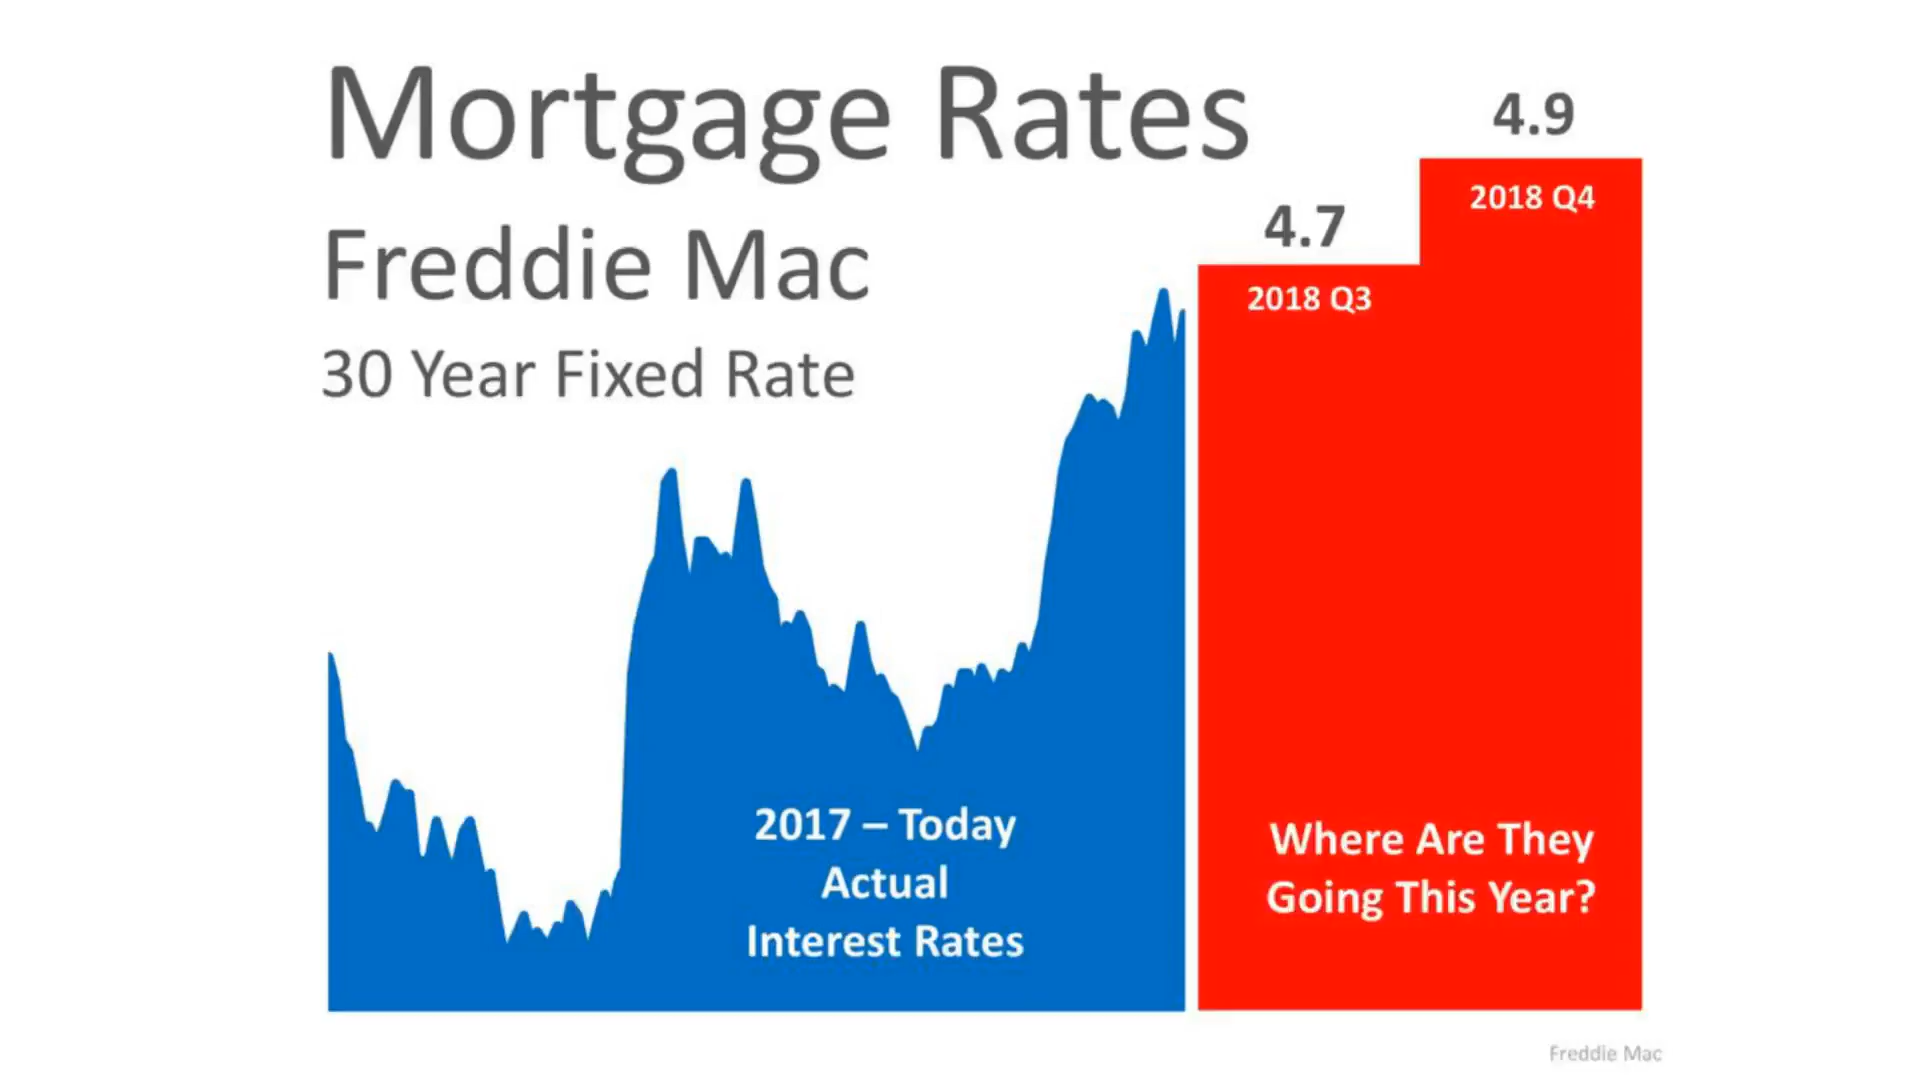 Mortgage Rates
Freddie Mac
30 Year Fixed Rate
4.7
4.9
2018 Q3
2018 Q4
2017 – Today
Actual
Interest Rates
Where Are They
Going This Year?
Freddie Mac